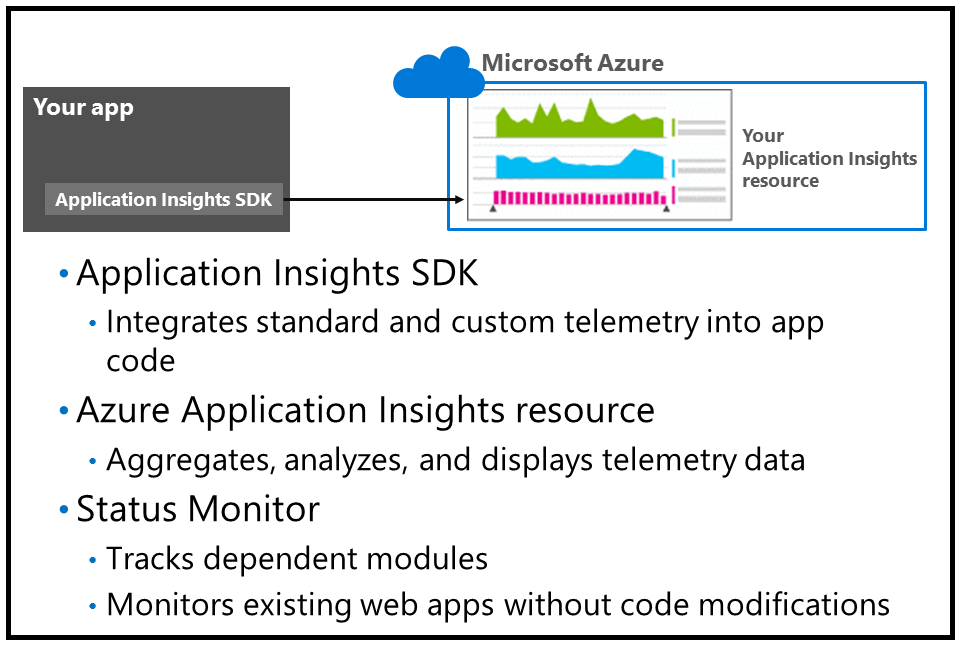 Microsoft Azure
Your app
Your
Application Insights
resource
Application Insights SDK
• Application Insights SDK
• Integrates standard and custom telemetry into app
code
• Azure Application Insights resource
• Aggregates, analyzes, and displays telemetry data
• Status Monitor
• Tracks dependent modules
• Monitors existing web apps without code modifications